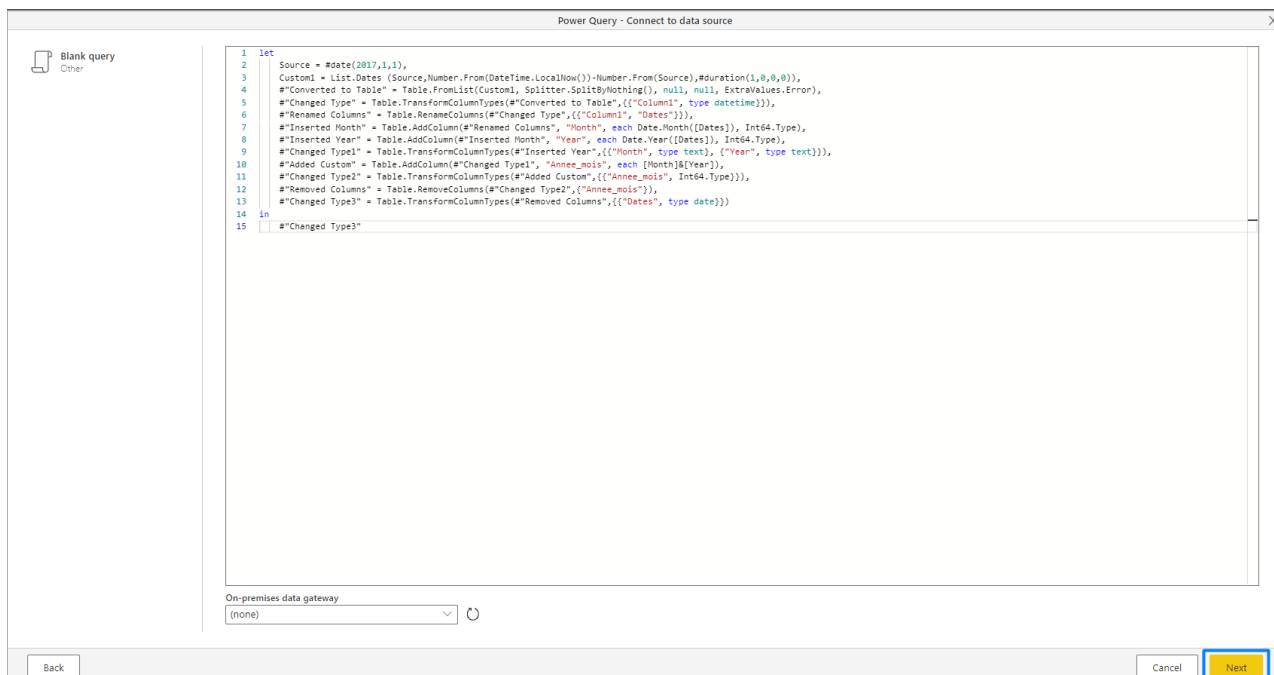 Power Query - Connect to data source
Blank query
Other
1 let
2 Source = #date(2017,1,1),
3 Custom1 = List.Dates (Source,Number.From(DateTime.LocalNow())-Number.From(Source),#duration(1,0,0,0)),
4 #"Converted to Table" = Table.FromList(Custom1, Splitter.SplitByNothing(), null, null, ExtraValues.Error),
5 #"Changed Type" = Table.TransformColumnTypes(#"Converted to Table",{{"Column1", type datetime}}),
6 #"Renamed Columns" = Table.RenameColumns(#"Changed Type",{{"Column1", "Dates"}}),
7 #"Inserted Month" = Table.AddColumn(#"Renamed Columns", "Month", each Date.Month([Dates]), Int64.Type),
8 #"Inserted Year" = Table.AddColumn(#"Inserted Month", "Year", each Date.Year([Dates]), Int64.Type),
9 #"Changed Type1" = Table.TransformColumnTypes(#"Inserted Year",{{"Month", type text}, {"Year", type text}}),
10 #"Added Custom" = Table.AddColumn(#"Changed Type1", "Annee_mois", each [Month]&[Year]),
11 #"Changed Type2" = Table.TransformColumnTypes(#"Added Custom",{{"Annee_mois", Int64.Type}}),
12 #"Removed Columns" = Table.RemoveColumns(#"Changed Type2",{"Annee_mois"}),
13 #"Changed Type3" = Table.TransformColumnTypes(#"Removed Columns",{{"Dates", type date}})
14 in
15 #"Changed Type3"
On-premises data gateway
(none)
Back
Cancel
Next